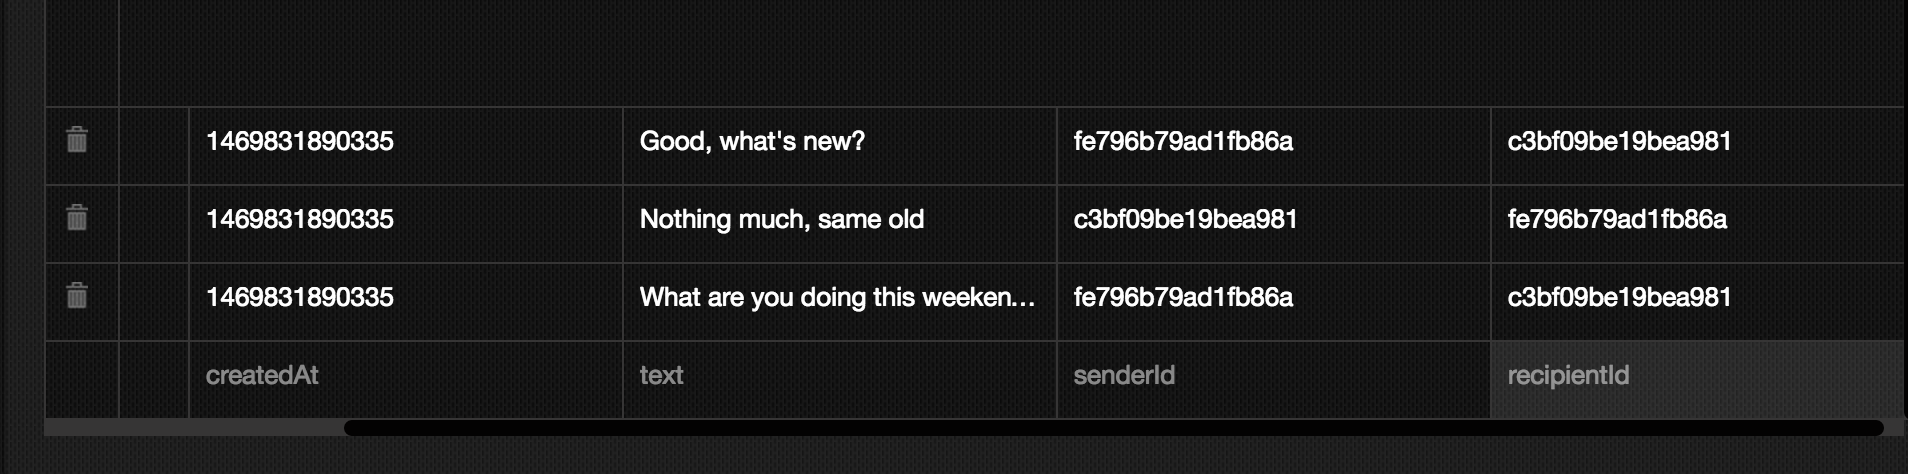 1469831890335 Good, what's new? fe796b79ad1fb86a c3bf09be19bea981
1469831890335 Nothing much, same old c3bf09be19bea981 fe796b79ad1fb86a
1469831890335 What are you doing this weeken... fe796b79ad1fb86a c3bf09be19bea981
createdAt text senderId recipientId